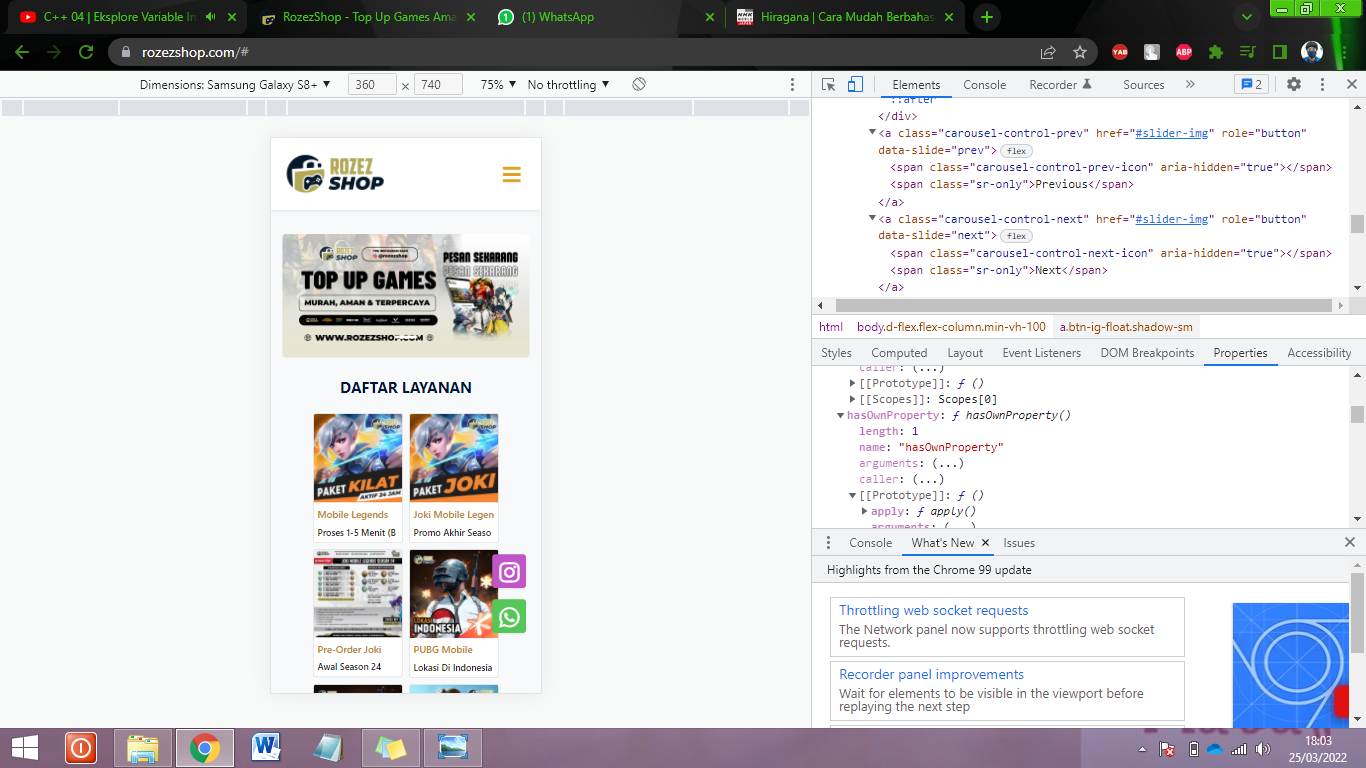 C++ 04 | Eksplore Variable In
RozezShop - Top Up Games Ama
(1) WhatsApp
Hiragana | Cara Mudah Berbahas
rozezshop.com/#
YAB
ABP
Dimensions: Samsung Galaxy S8+
360 × 740
75%
No throttling
Elements
Console
Recorder
Sources
»
2
ROZEZ
SHOP
ROZEZ
SHOP
@rozezshop
TOP UP GAMES
MURAH, AMAN & TERPERCAYA
WWW.ROZEZSHOP.COM
PESAN SEKARANG
PESAN SEKARANG
DAFTAR LAYANAN
PAKET KILAT
AKTIF 24 JAM
PAKET JOKI
Mobile Legends
Proses 1-5 Menit (B
Joki Mobile Legen
Promo Akhir Seaso
LOKASI
INDONESIA
Pre-Order Joki
Awal Season 24
PUBG Mobile
Lokasi Di Indonesia
::after
</div>
<a class="carousel-control-prev" href="#slider-img" role="button"
data-slide="prev"> flex
<span class="carousel-control-prev-icon" aria-hidden="true"></span>
<span class="sr-only">Previous</span>
</a>
<a class="carousel-control-next" href="#slider-img" role="button"
data-slide="next"> flex
<span class="carousel-control-next-icon" aria-hidden="true"></span>
<span class="sr-only">Next</span>
</a>
html
body.d-flex.flex-column.min-vh-100
a.btn-ig-float.shadow-sm
Styles
Computed
Layout
Event Listeners
DOM Breakpoints
Properties
Accessibility
caller: (...)
[[Prototype]]: ƒ ()
[[Scopes]]: Scopes[0]
hasOwnProperty: ƒ hasOwnProperty()
length: 1
name: "hasOwnProperty"
arguments: (...)
caller: (...)
[[Prototype]]: ƒ ()
apply: ƒ apply()
arguments: (...)
Console
What's New
Issues
Highlights from the Chrome 99 update
Throttling web socket requests
The Network panel now supports throttling web socket
requests.
Recorder panel improvements
Wait for elements to be visible in the viewport before
replaying the next step
18:03
25/03/2022